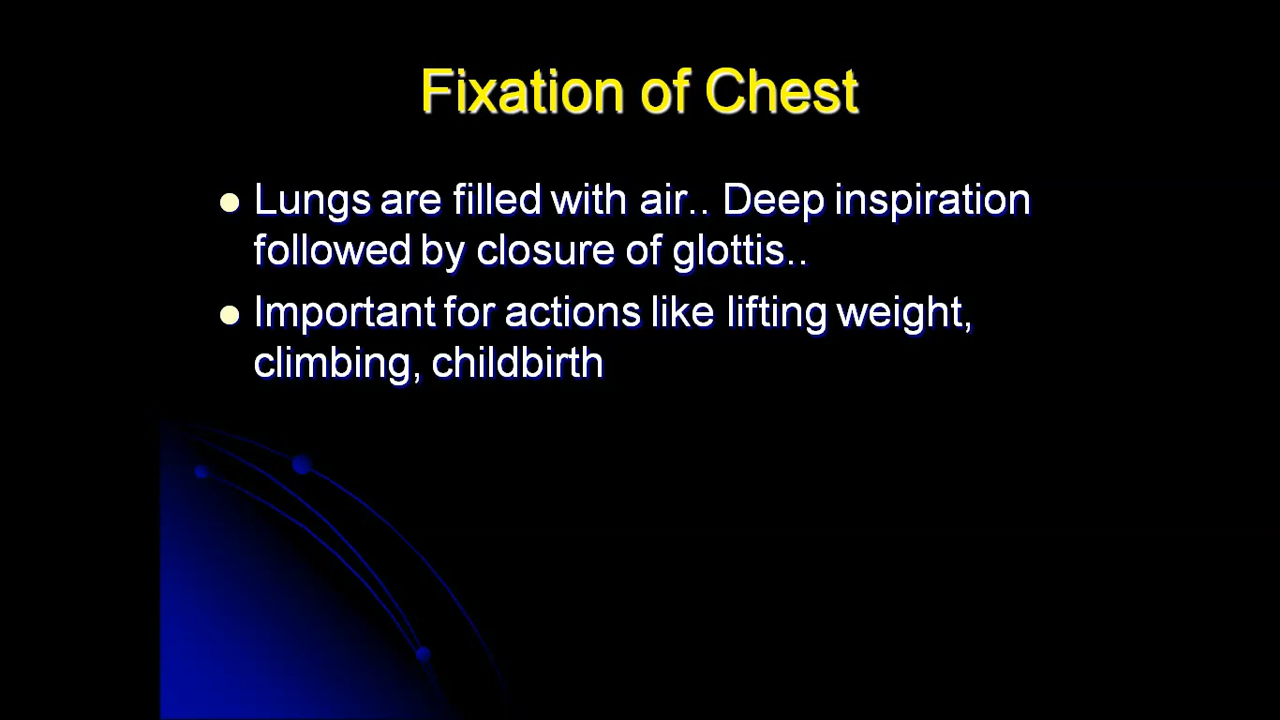 Fixation of Chest
Lungs are filled with air.. Deep inspiration
followed by closure of glottis..
Important for actions like lifting weight,
climbing, childbirth